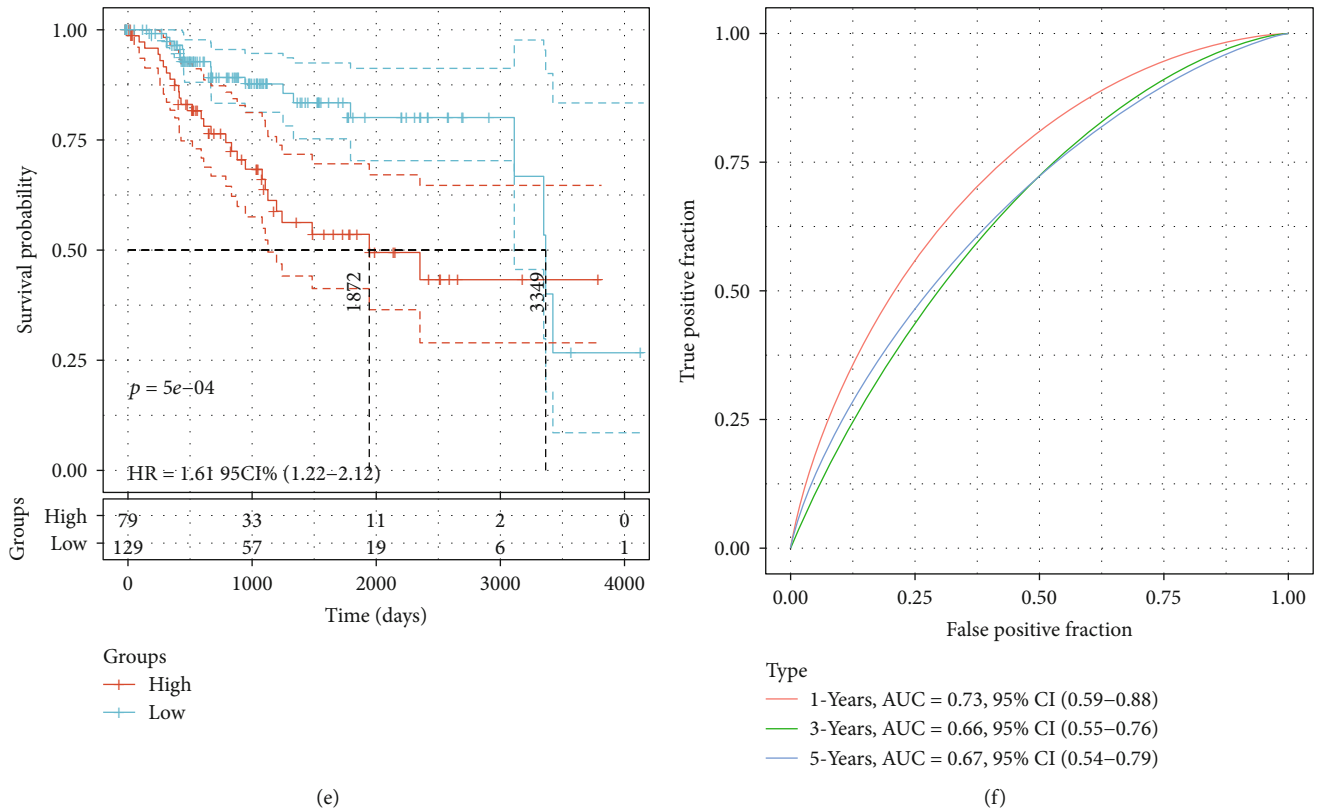 1.00
0.75
0.50
0.25
0.00
Survival probability
1872
3349
p = 5e−04
HR = 1.61 95CI% (1.22−2.12)
Groups
High 79 33 11 2 0
Low 129 57 19 6 1
0 1000 2000 3000 4000
Time (days)
Groups
High
Low
(e)
1.00
0.75
0.50
0.25
0.00
True positive fraction
0.00 0.25 0.50 0.75 1.00
False positive fraction
Type
1-Years, AUC = 0.73, 95% CI (0.59−0.88)
3-Years, AUC = 0.66, 95% CI (0.55−0.76)
5-Years, AUC = 0.67, 95% CI (0.54−0.79)
(f)